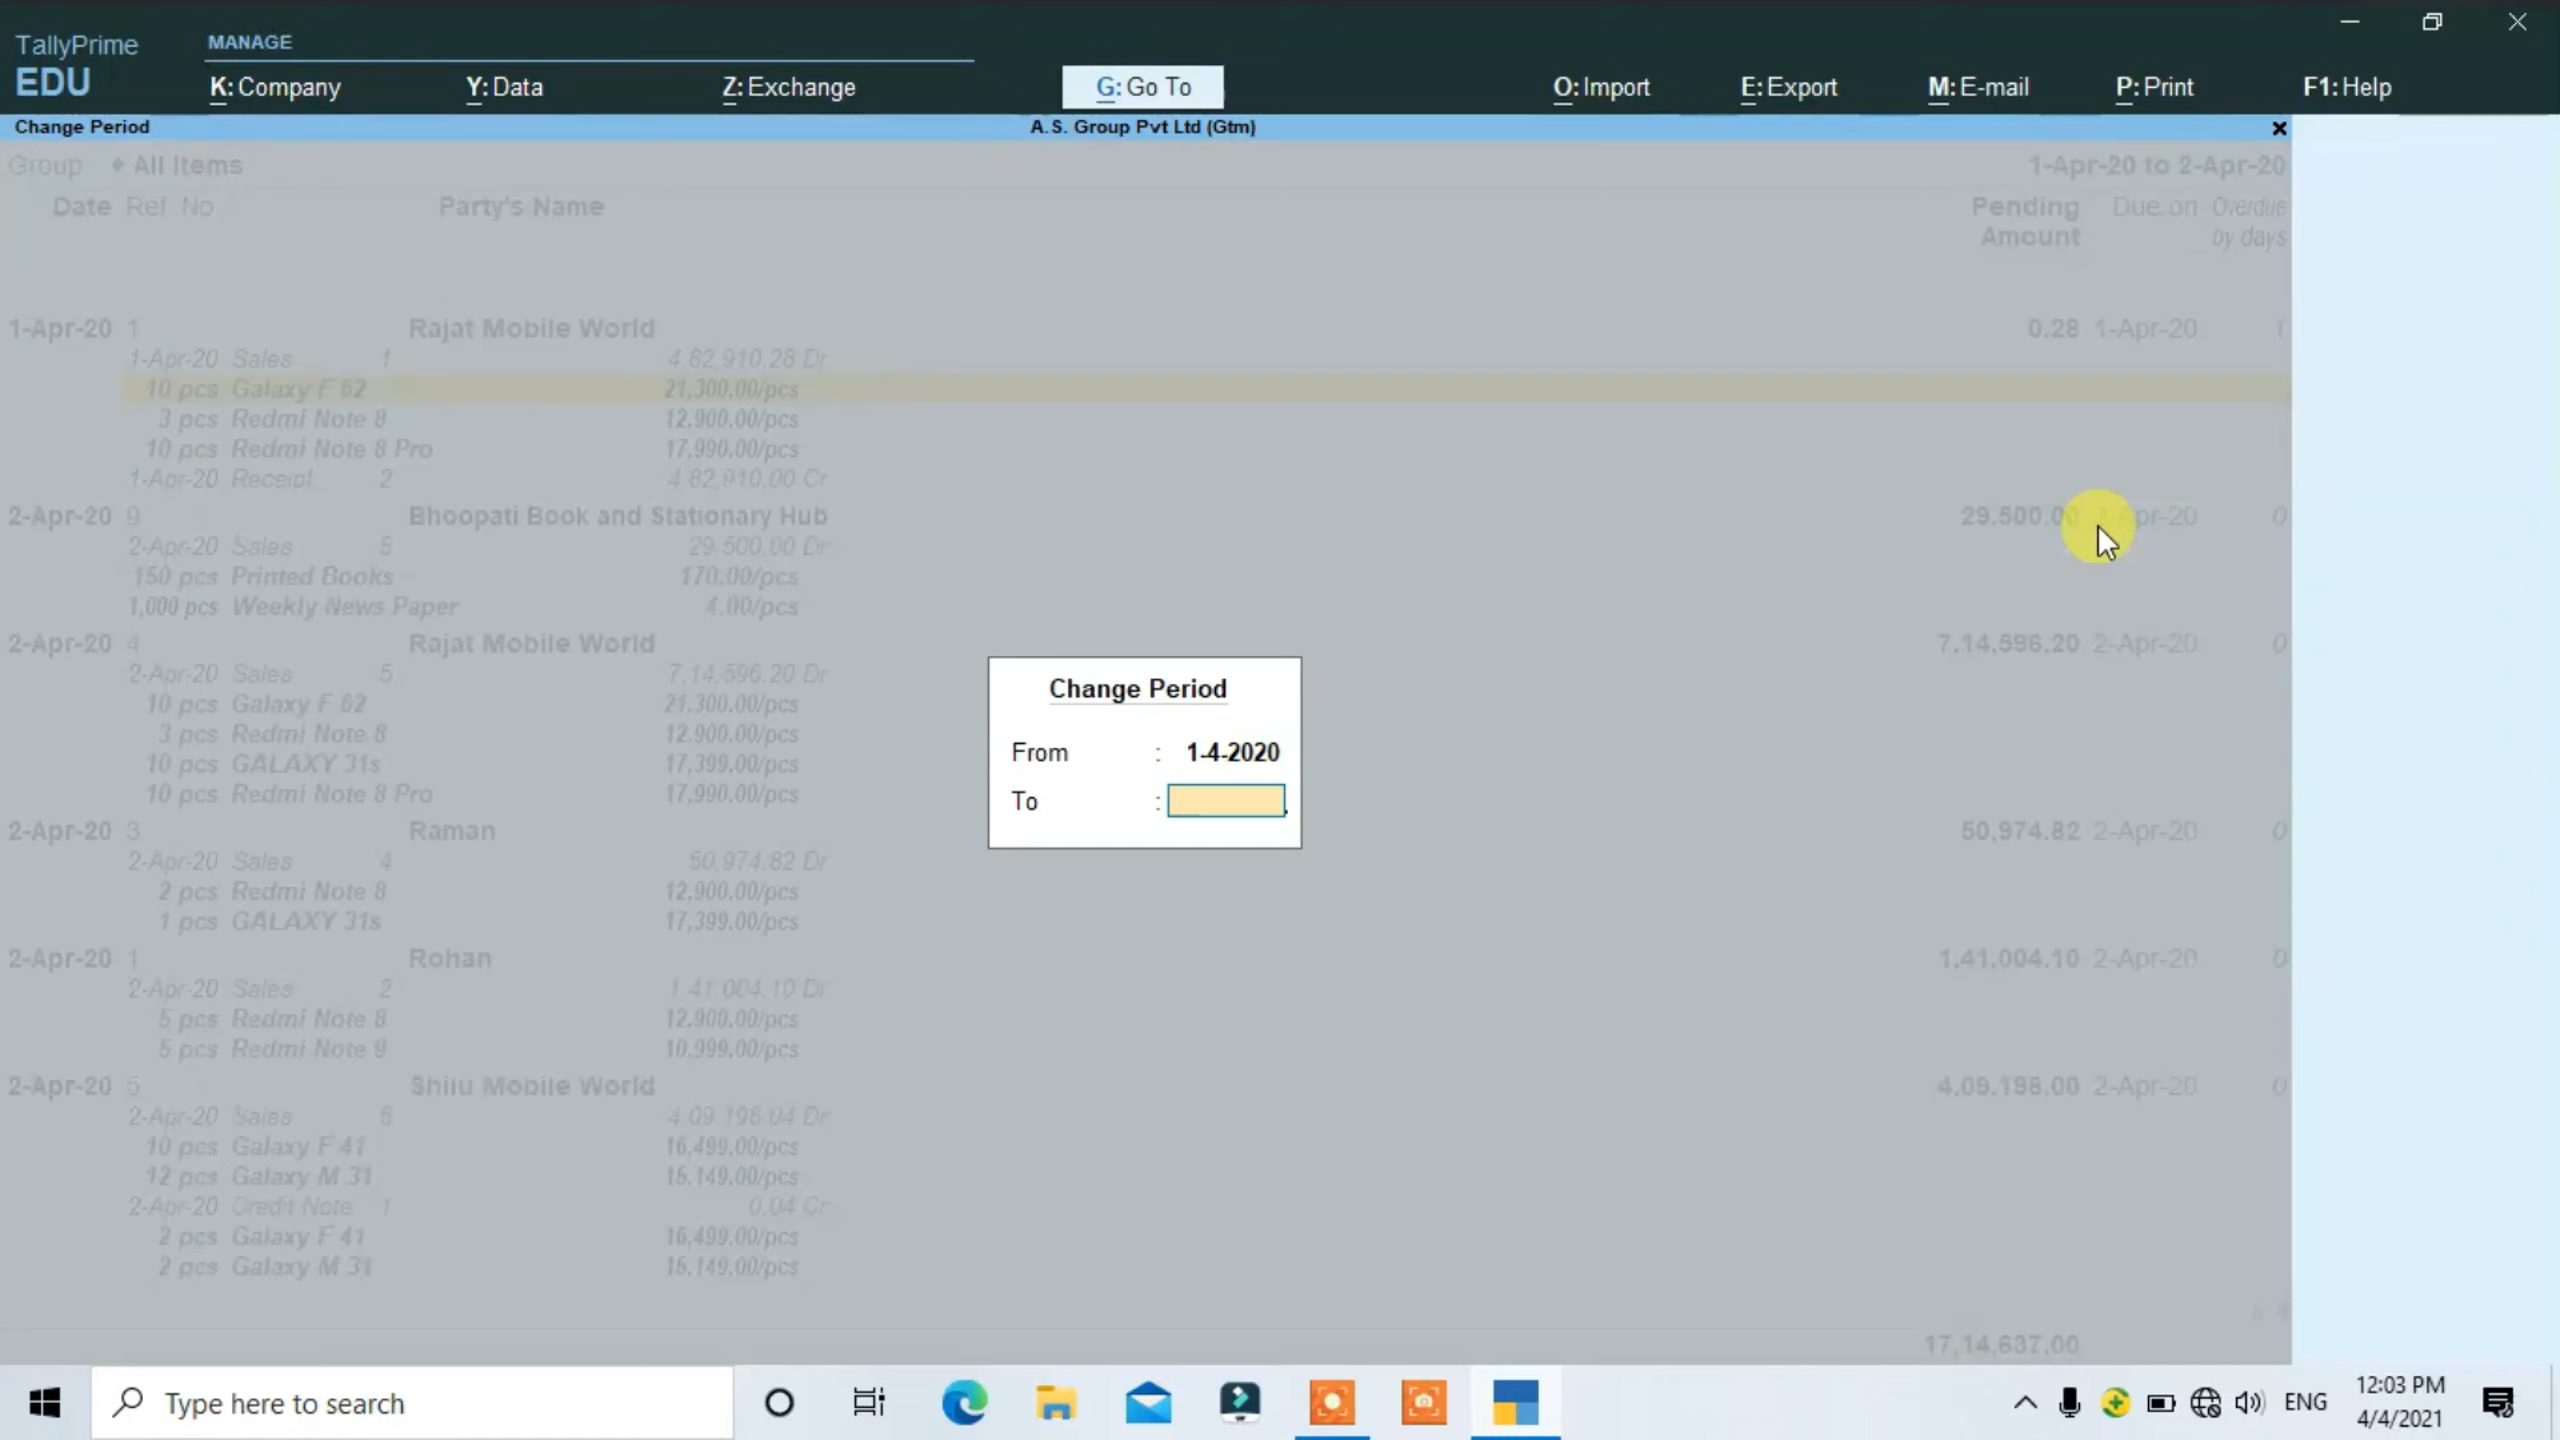 TallyPrime
EDU
MANAGE
K: Company
Y: Data
Z: Exchange
G: Go To
O: Import
E: Export
M: E-mail
P: Print
F1: Help
Change Period A.S. Group Pvt Ltd (Gtm)
Group All Items 1-Apr-20 to 2-Apr-20
Date Ref No Party's Name Pending Due on Overdue
Amount by days
1-Apr-20 1 Rajat Mobile World 0.28 1-Apr-20 1
1-Apr-20 Sales 1 4,82,910.28 Dr
10 pcs Galaxy F 62 21,300.00/pcs
3 pcs Redmi Note 8 12,900.00/pcs
10 pcs Redmi Note 8 Pro 17,990.00/pcs
1-Apr-20 Receipt 2 4,82,910.00 Cr
2-Apr-20 9 Bhoopati Book and Stationary Hub 29,500.00 0
2-Apr-20 Sales 5 29,500.00 Dr
150 pcs Printed Books 170.00/pcs
1,000 pcs Weekly News Paper 4.00/pcs
2-Apr-20 4 Rajat Mobile World 7,14,596.20 2-Apr-20 0
2-Apr-20 Sales 5 7,14,596.20 Dr
10 pcs Galaxy F 62 21,300.00/pcs
3 pcs Redmi Note 8 12,900.00/pcs
10 pcs GALAXY 31s 17,399.00/pcs
10 pcs Redmi Note 8 Pro 17,990.00/pcs
2-Apr-20 3 Raman 50,974.82 2-Apr-20 0
2-Apr-20 Sales 4 50,974.82 Dr
2 pcs Redmi Note 8 12,900.00/pcs
1 pcs GALAXY 31s 17,399.00/pcs
2-Apr-20 1 Rohan 1,41,004.10 2-Apr-20 0
2-Apr-20 Sales 2 1,41,004.10 Dr
5 pcs Redmi Note 8 12,900.00/pcs
5 pcs Redmi Note 9 10,999.00/pcs
2-Apr-20 5 Shilu Mobile World 4,09,198.00 2-Apr-20 0
2-Apr-20 Sales 6 4,09,198.04 Dr
10 pcs Galaxy F 41 16,499.00/pcs
12 pcs Galaxy M 31 15,149.00/pcs
2-Apr-20 Credit Note 1 0.04 Cr
2 pcs Galaxy F 41 16,499.00/pcs
2 pcs Galaxy M 31 15,149.00/pcs
17,14,637.00
Change Period
From : 1-4-2020
To :
Type here to search
ENG
12:03 PM
4/4/2021